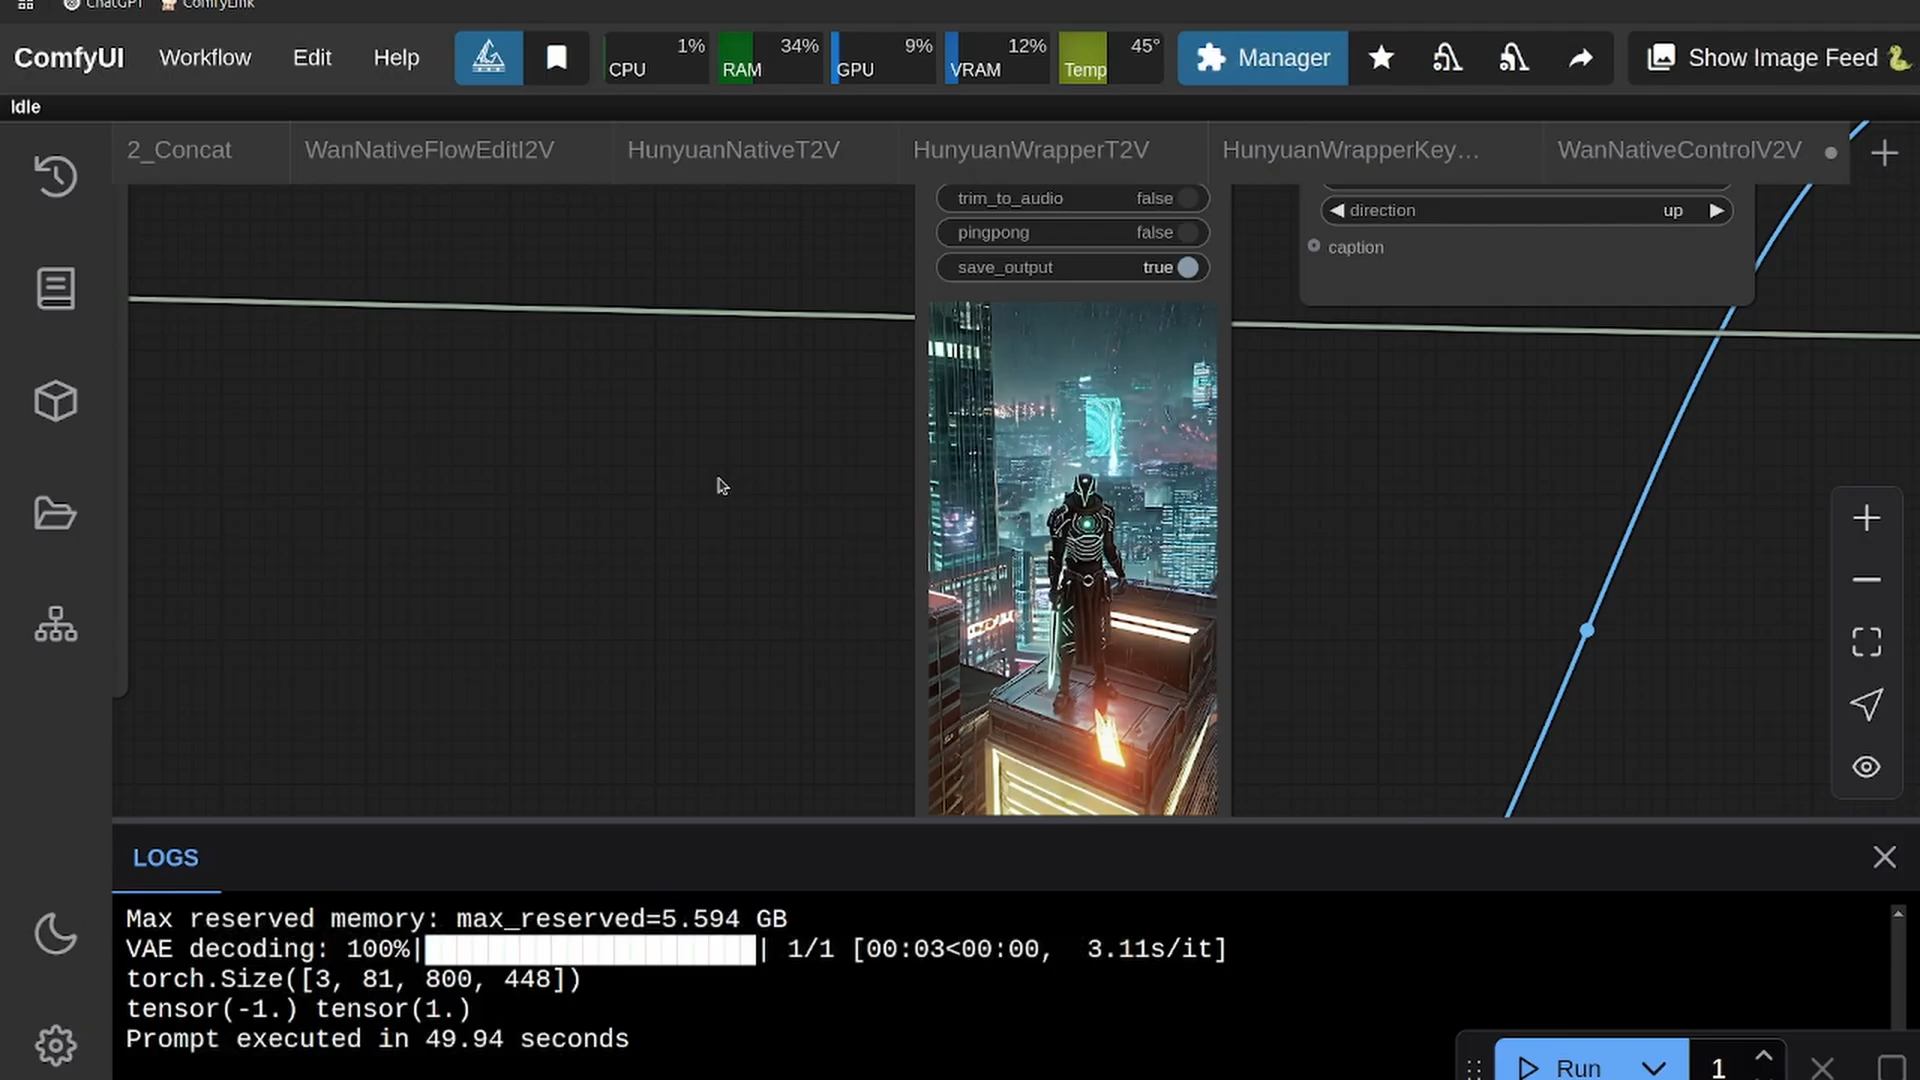 ChatGPT ComfyLink
ComfyUI Workflow Edit Help
CPU 1%
RAM 34%
GPU 9%
VRAM 12%
Temp 45°
Manager
Show Image Feed
Idle
2_Concat WanNativeFlowEditI2V HunyuanNativeT2V HunyuanWrapperT2V HunyuanWrapperKey... WanNativeControlV2V
trim_to_audio false
pingpong false
save_output true
direction up
caption
LOGS
Max reserved memory: max_reserved=5.594 GB
VAE decoding: 100%|████████████████████| 1/1 [00:03<00:00,  3.11s/it]
torch.Size([3, 81, 800, 448])
tensor(-1.) tensor(1.)
Prompt executed in 49.94 seconds
Run 1